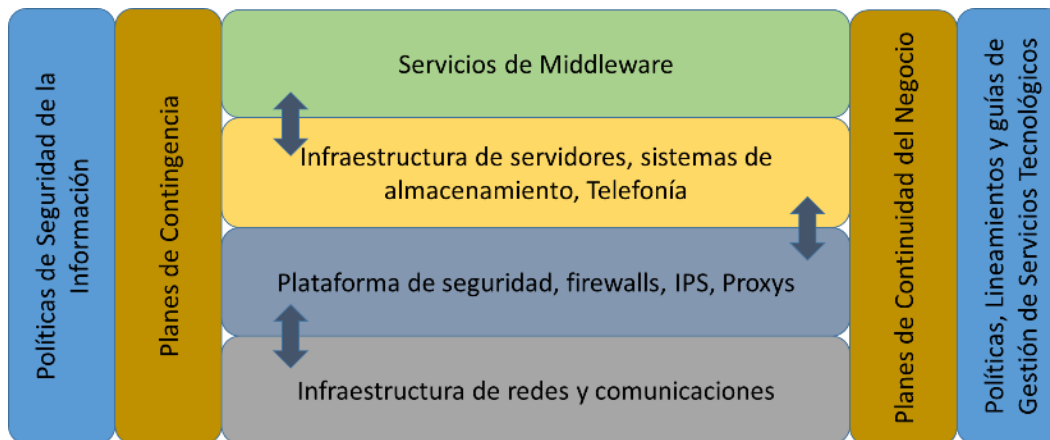 Políticas de Seguridad de la
Información
Planes de Contingencia
Servicios de Middleware
Infraestructura de servidores, sistemas de
almacenamiento, Telefonía
Plataforma de seguridad, firewalls, IPS, Proxys
Infraestructura de redes y comunicaciones
Planes de Continuidad del Negocio
Políticas, Lineamientos y guías de
Gestión de Servicios Tecnológicos